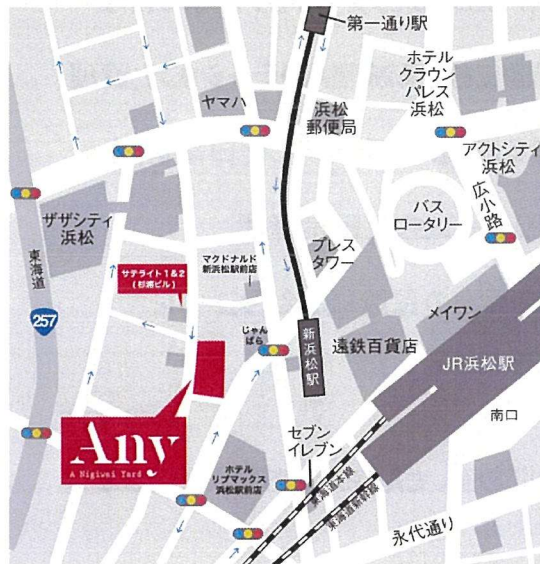 第一通り駅
ホテル
クラウン
パレス
浜松
ヤマハ
浜松
郵便局
アクトシティ
浜松
広小路
バス
ロータリー
ザザシティ
浜松
東海道
257
マクドナルド
新浜松駅前店
プレス
タワー
サテライト1&2
(杉浦ビル)
じゃん
ぱら
新浜松駅
遠鉄百貨店
メイワン
JR浜松駅
南口
Any
A Nigiwai Yard
セブン
イレブン
ホテル
リブマックス
浜松駅前店
東海道本線
東海道新幹線
永代通り